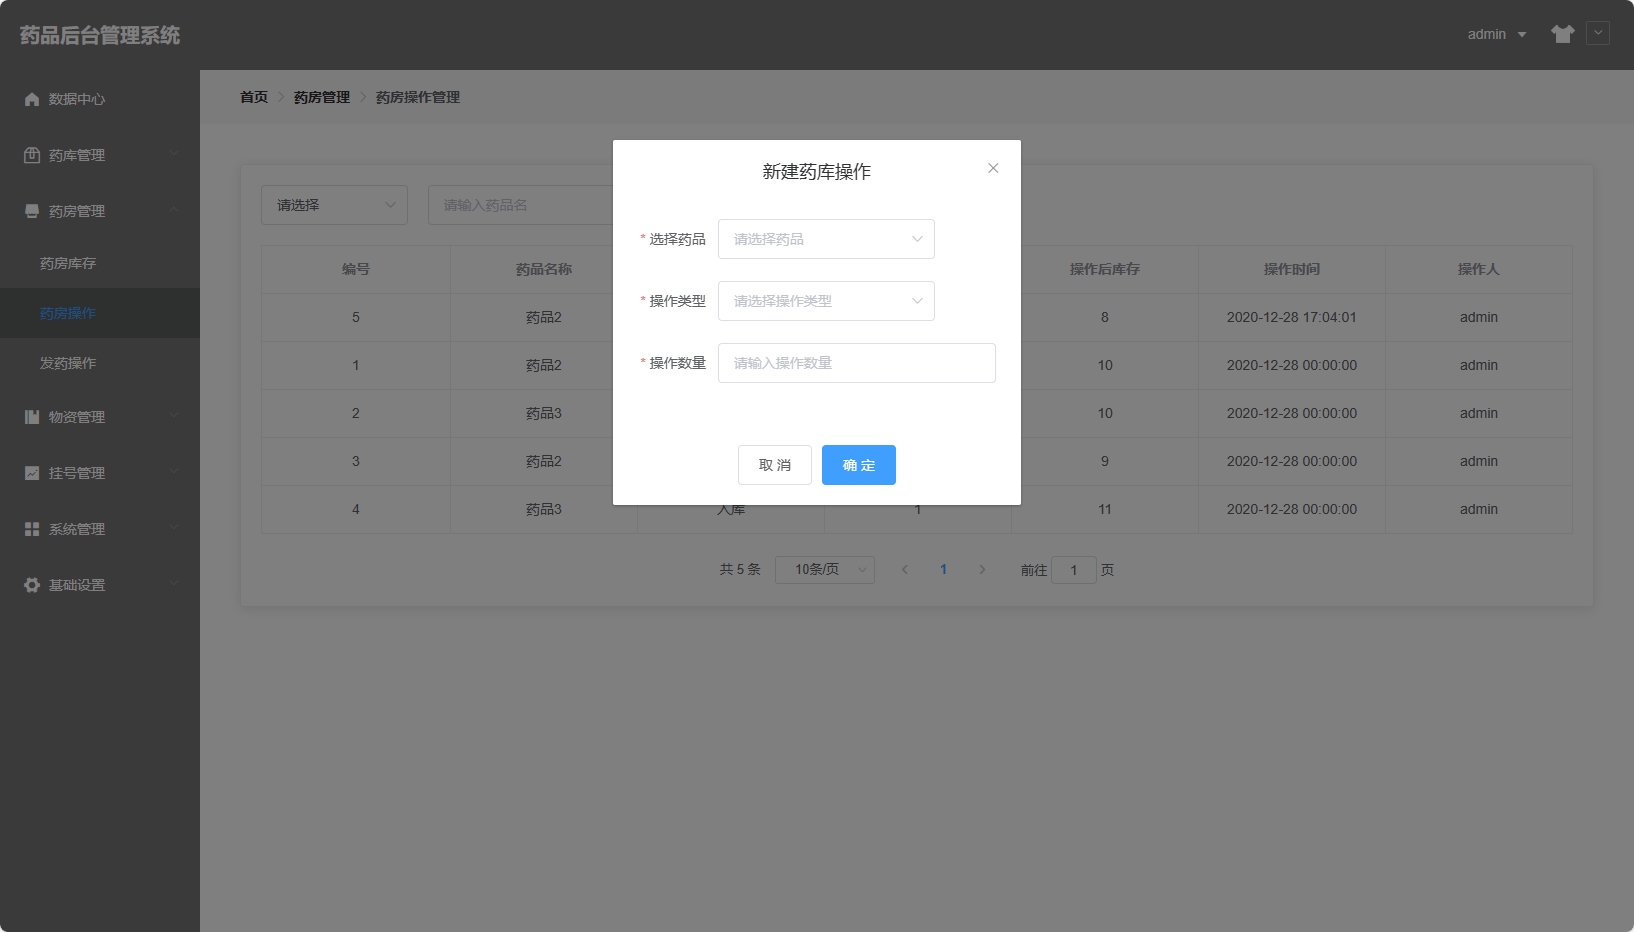 药品后台管理系统
admin
数据中心
药库管理
药房管理
药房库存
药房操作
发药操作
物资管理
挂号管理
系统管理
基础设置
首页 药房管理 药房操作管理
请选择 请输入药品名
编号 药品名称 操作后库存 操作时间 操作人
5 药品2 8 2020-12-28 17:04:01 admin
1 药品2 10 2020-12-28 00:00:00 admin
2 药品3 10 2020-12-28 00:00:00 admin
3 药品2 9 2020-12-28 00:00:00 admin
4 药品3 入库 1 11 2020-12-28 00:00:00 admin
共 5 条 10条/页 1 前往 1 页
新建药库操作
* 选择药品 请选择药品
* 操作类型 请选择操作类型
* 操作数量 请输入操作数量
取 消 确 定